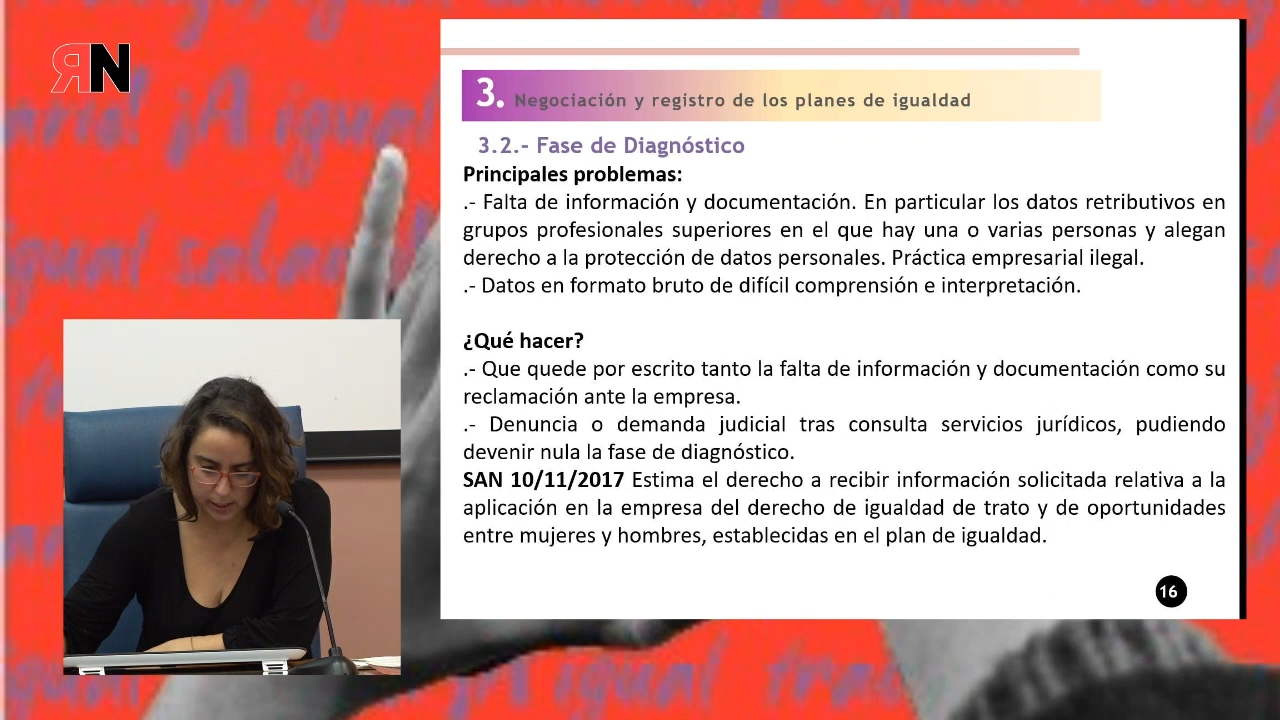 ЯN
3. Negociación y registro de los planes de igualdad
3.2.- Fase de Diagnóstico
Principales problemas:
.- Falta de información y documentación. En particular los datos retributivos en
grupos profesionales superiores en el que hay una o varias personas y alegan
derecho a la protección de datos personales. Práctica empresarial ilegal.
.- Datos en formato bruto de difícil comprensión e interpretación.
¿Qué hacer?
.- Que quede por escrito tanto la falta de información y documentación como su
reclamación ante la empresa.
.- Denuncia o demanda judicial tras consulta servicios jurídicos, pudiendo
devenir nula la fase de diagnóstico.
SAN 10/11/2017 Estima el derecho a recibir información solicitada relativa a la
aplicación en la empresa del derecho de igualdad de trato y de oportunidades
entre mujeres y hombres, establecidas en el plan de igualdad.
16
¡A igual
igual
¡A igual